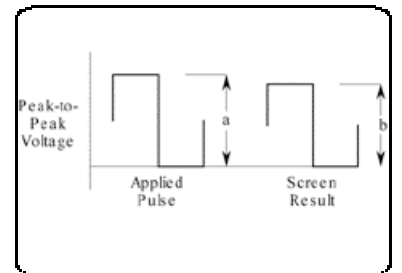 Peak-to-
Peak
Voltage
a
b
Applied
Pulse
Screen
Result